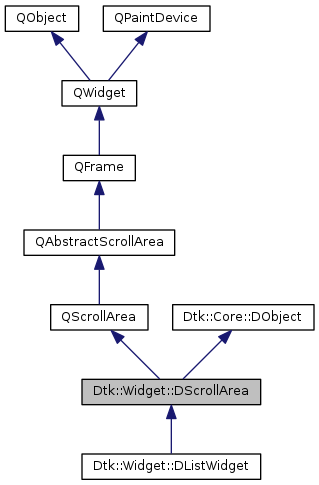 QObject QPaintDevice
QWidget
QFrame
QAbstractScrollArea
QScrollArea Dtk::Core::DObject
Dtk::Widget::DScrollArea
Dtk::Widget::DListWidget